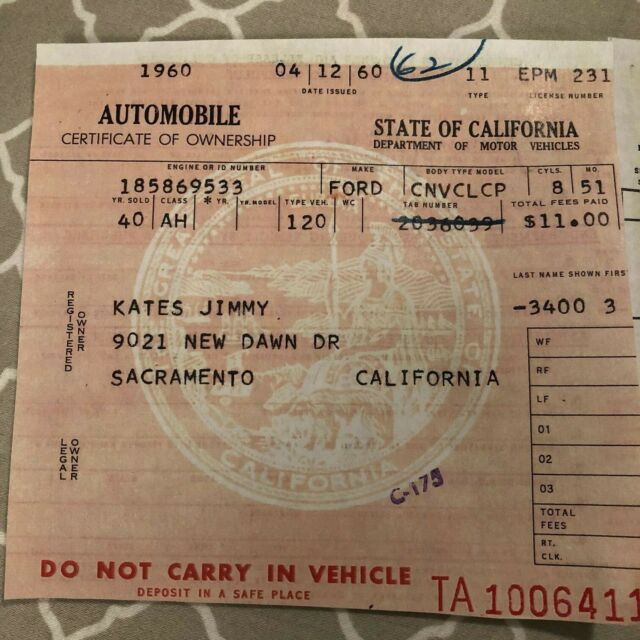 1960 04|12|60 62 11 EPM 231
DATE ISSUED TYPE LICENSE NUMBER
AUTOMOBILE STATE OF CALIFORNIA
CERTIFICATE OF OWNERSHIP DEPARTMENT OF MOTOR VEHICLES
ENGINE OR ID NUMBER MAKE BODY TYPE MODEL CYLS. MO.
185869533 FORD CNVCLCP 8 51
YR. SOLD CLASS * YR. YR. MODEL TYPE VEH. WC TAB NUMBER TOTAL FEES PAID
40 AH 120 2036039 $11.00
LAST NAME SHOWN FIRS
REGISTERED OWNER
KATES JIMMY -3400 3
9021 NEW DAWN DR
SACRAMENTO CALIFORNIA
WF
RF
LF
01
02
03
TOTAL FEES
RT. CLK.
LEGAL OWNER
CALIFORNIA
C-175
DO NOT CARRY IN VEHICLE
DEPOSIT IN A SAFE PLACE
TA 1006411